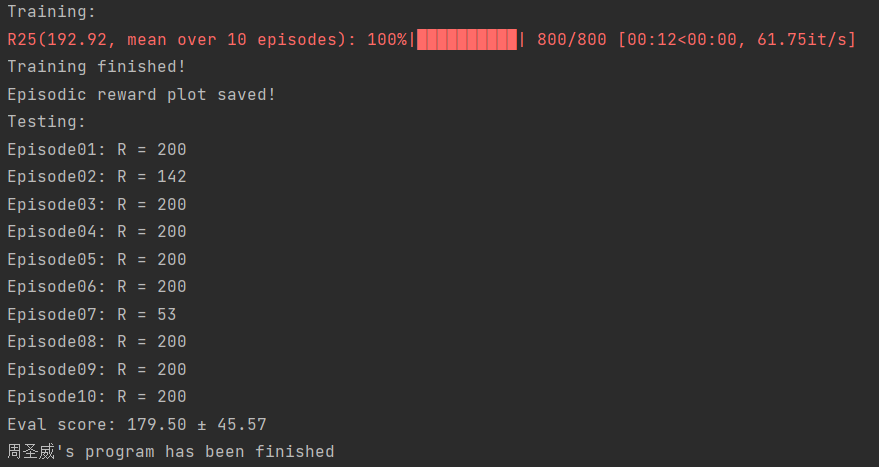 Training:
R25(192.92, mean over 10 episodes): 100%|██████████| 800/800 [00:12<00:00, 61.75it/s]
Training finished!
Episodic reward plot saved!
Testing:
Episode01: R = 200
Episode02: R = 142
Episode03: R = 200
Episode04: R = 200
Episode05: R = 200
Episode06: R = 200
Episode07: R = 53
Episode08: R = 200
Episode09: R = 200
Episode10: R = 200
Eval score: 179.50 ± 45.57
周圣威's program has been finished